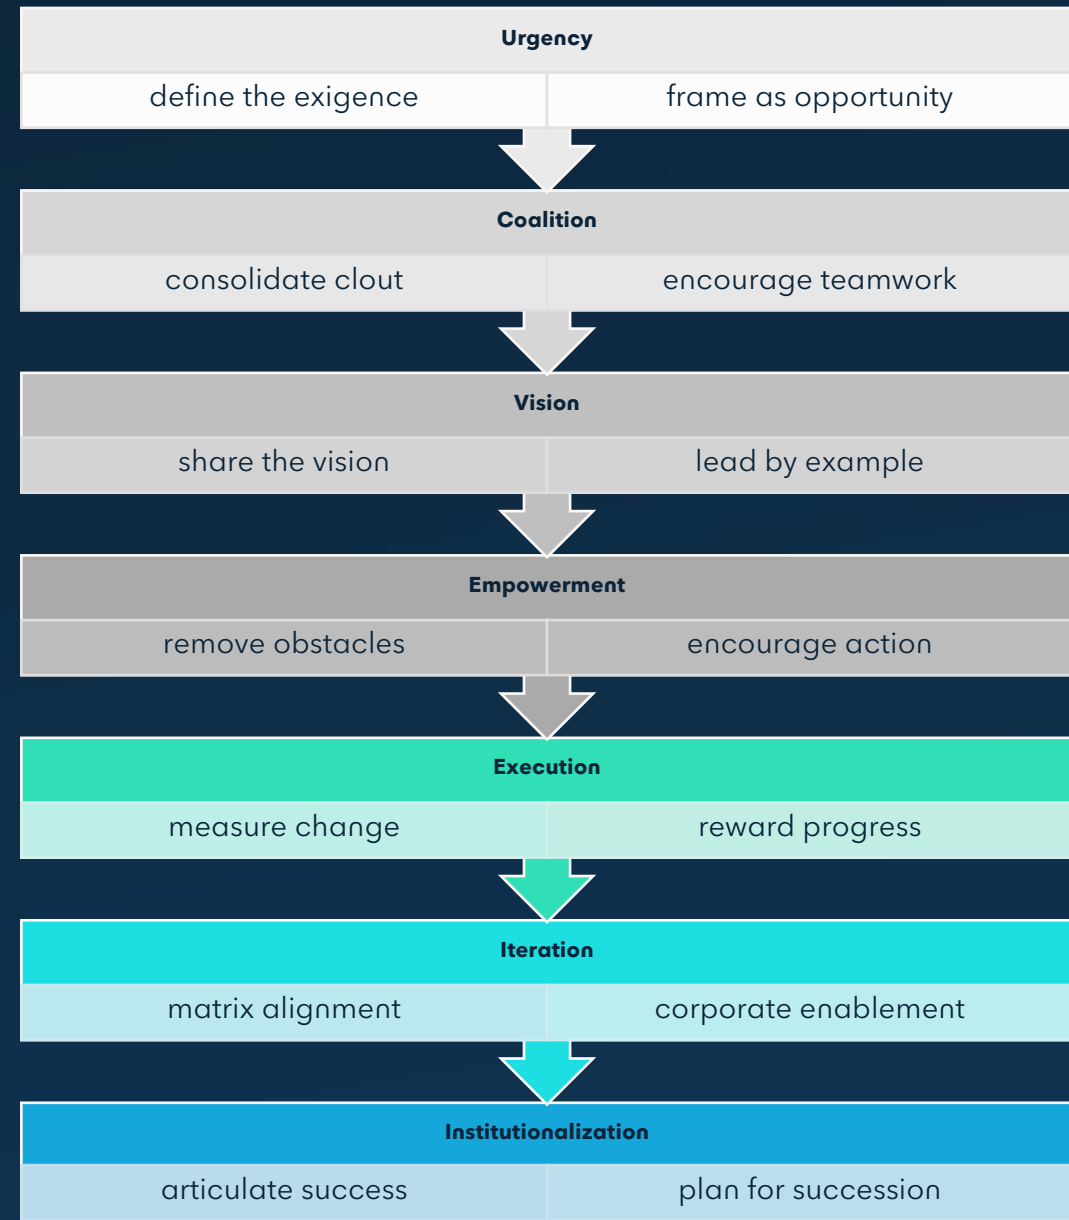 Urgency
define the exigence
frame as opportunity
Coalition
consolidate clout
encourage teamwork
Vision
share the vision
lead by example
Empowerment
remove obstacles
encourage action
Execution
measure change
reward progress
Iteration
matrix alignment
corporate enablement
Institutionalization
articulate success
plan for succession